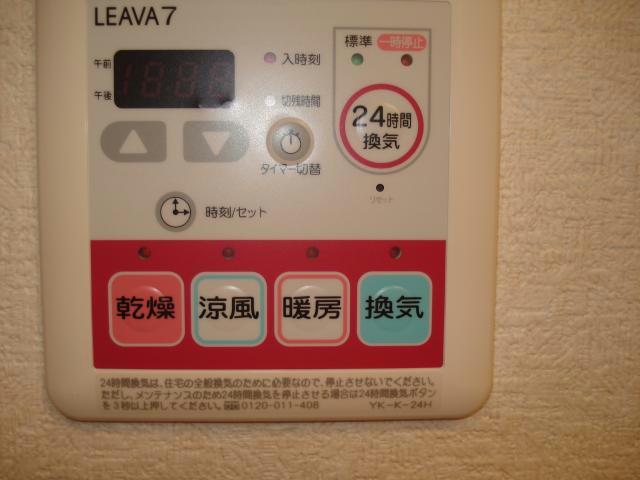 LEAVA7
午前
午後
入時刻
切残時間
タイマー切替
時刻/セット
標準 一時停止
24時間
換気
リセット
乾燥 涼風 暖房 換気
24時間換気は、住宅の全般換気のために必要なので、停止させないでください。
ただし、メンテナンスのため24時間換気を停止させる場合は24時間換気ボタン
を3秒以上押してください。 0120-011-408 YK-K-24H